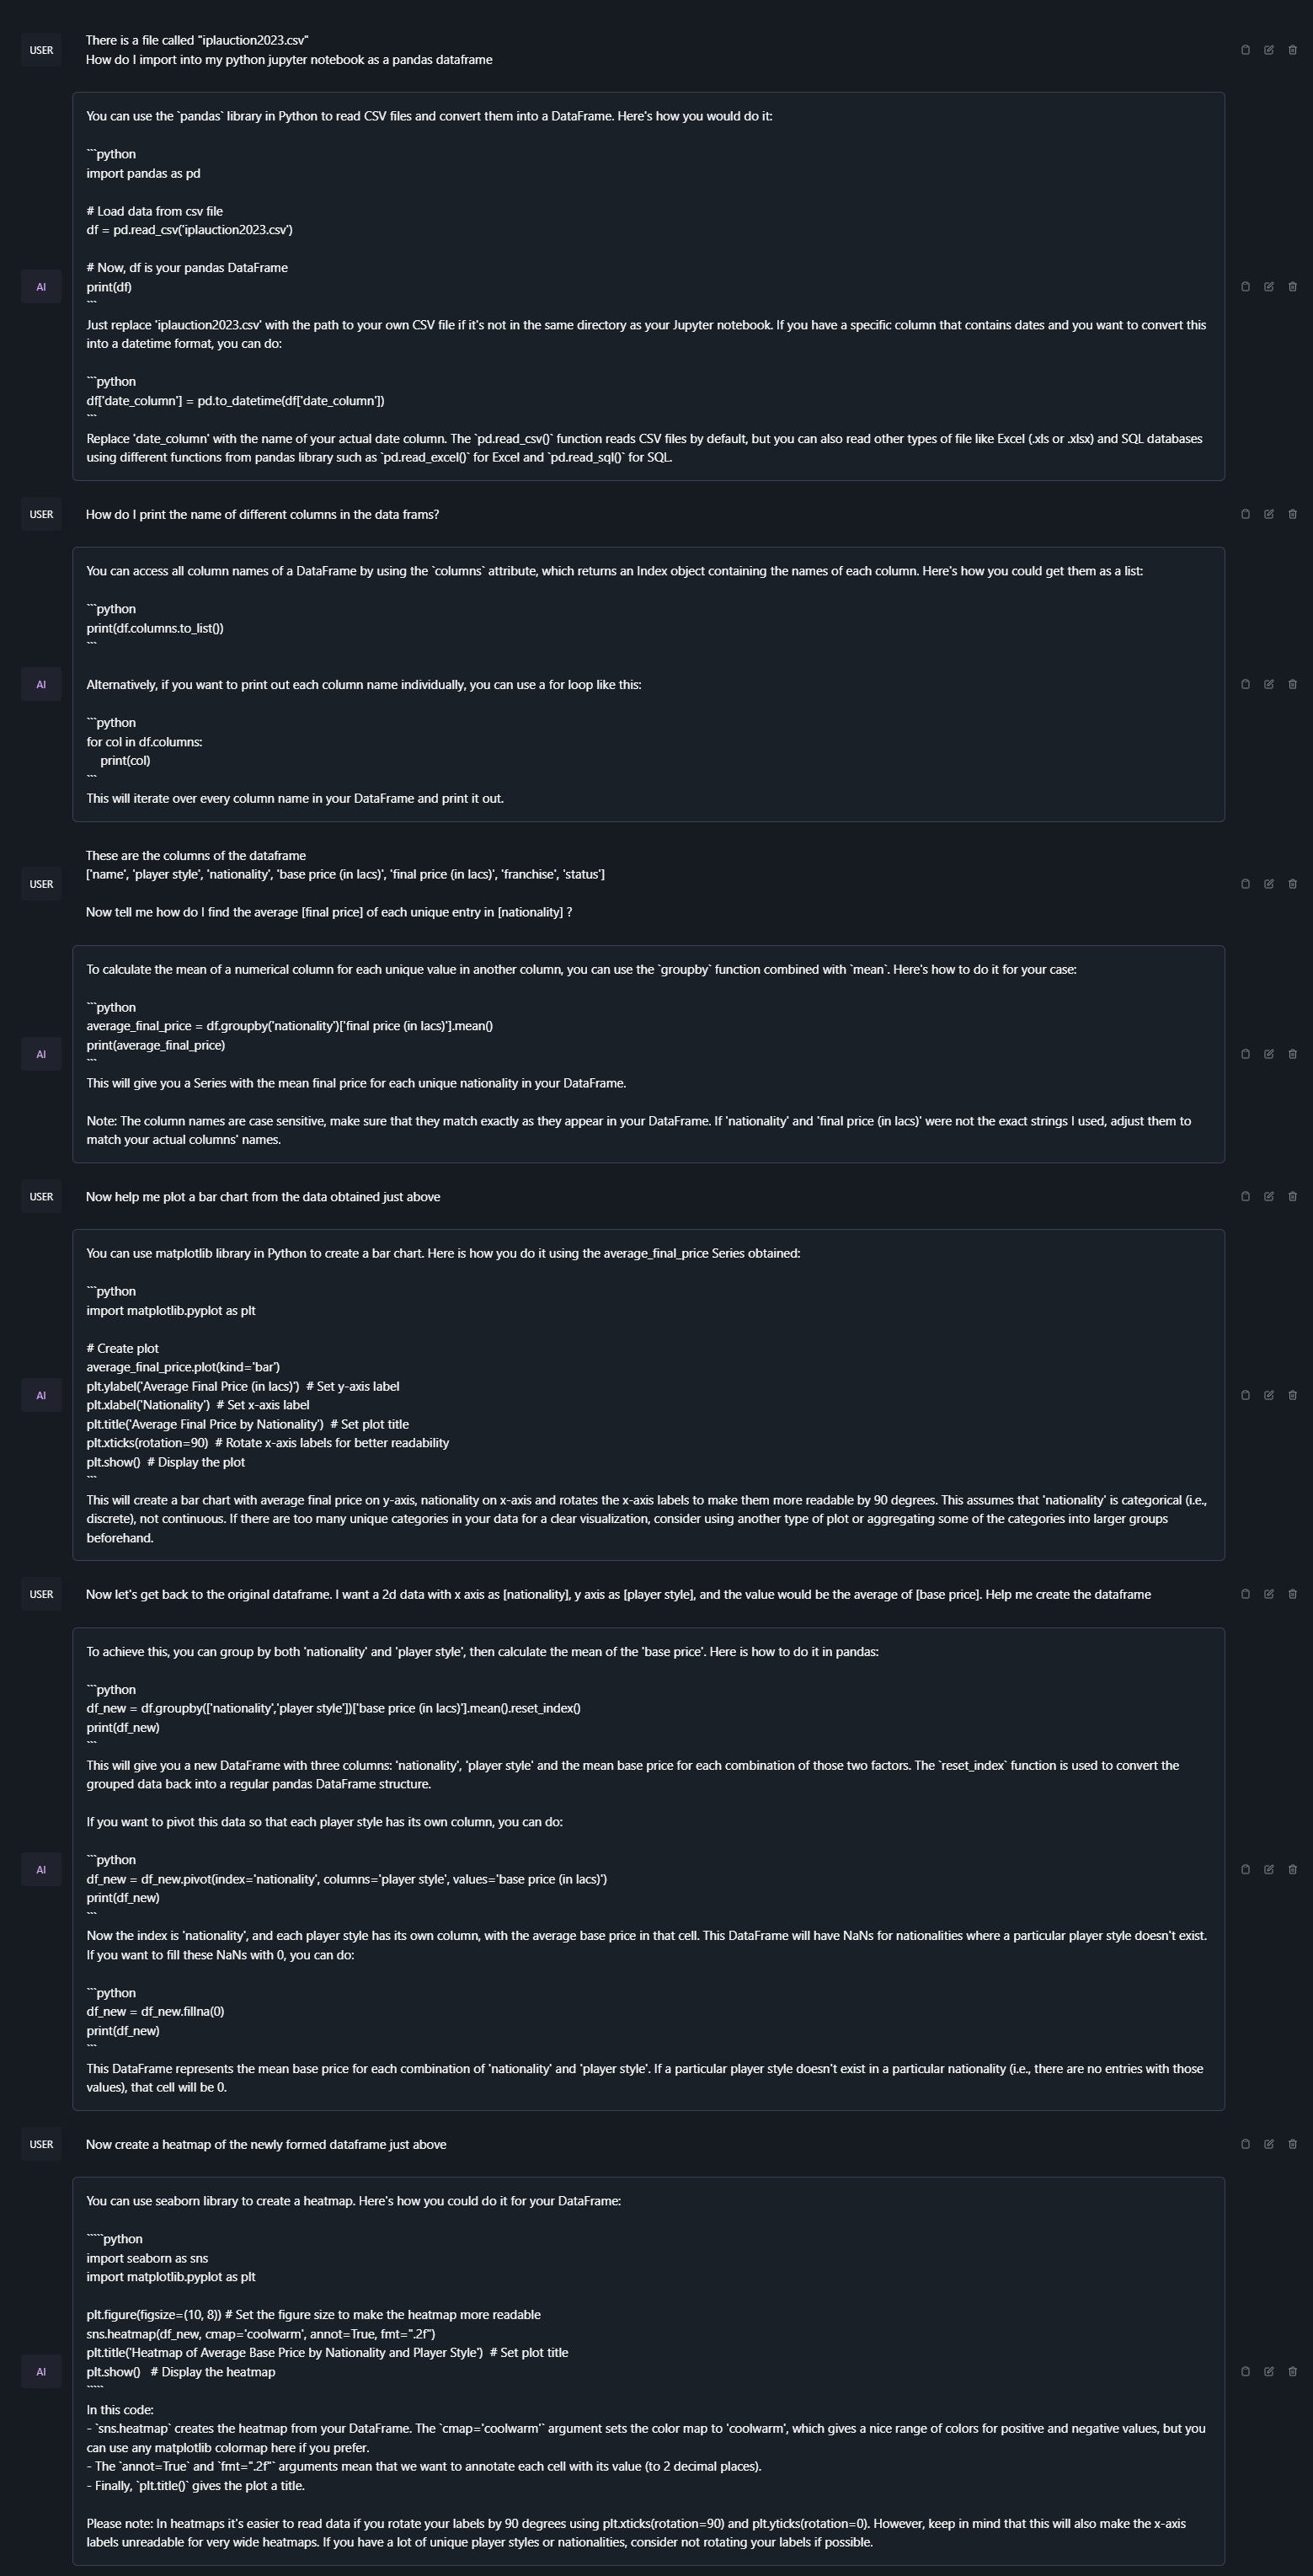 USER
There is a file called "iplauction2023.csv"
How do I import into my python jupyter notebook as a pandas dataframe
AI
You can use the `pandas` library in Python to read CSV files and convert them into a DataFrame. Here's how you would do it:
```python
import pandas as pd
# Load data from csv file
df = pd.read_csv('iplauction2023.csv')
# Now, df is your pandas DataFrame
print(df)
```
Just replace 'iplauction2023.csv' with the path to your own CSV file if it's not in the same directory as your Jupyter notebook. If you have a specific column that contains dates and you want to convert this
into a datetime format, you can do:
```python
df['date_column'] = pd.to_datetime(df['date_column'])
```
Replace 'date_column' with the name of your actual date column. The `pd.read_csv()` function reads CSV files by default, but you can also read other types of file like Excel (.xls or .xlsx) and SQL databases
using different functions from pandas library such as `pd.read_excel()` for Excel and `pd.read_sql()` for SQL.
USER
How do I print the name of different columns in the data frams?
AI
You can access all column names of a DataFrame by using the `columns` attribute, which returns an Index object containing the names of each column. Here's how you could get them as a list:
```python
print(df.columns.to_list())
```
Alternatively, if you want to print out each column name individually, you can use a for loop like this:
```python
for col in df.columns:
    print(col)
```
This will iterate over every column name in your DataFrame and print it out.
USER
These are the columns of the dataframe
['name', 'player style', 'nationality', 'base price (in lacs)', 'final price (in lacs)', 'franchise', 'status']
Now tell me how do I find the average [final price] of each unique entry in [nationality] ?
AI
To calculate the mean of a numerical column for each unique value in another column, you can use the `groupby` function combined with `mean`. Here's how to do it for your case:
```python
average_final_price = df.groupby('nationality')['final price (in lacs)'].mean()
print(average_final_price)
```
This will give you a Series with the mean final price for each unique nationality in your DataFrame.
Note: The column names are case sensitive, make sure that they match exactly as they appear in your DataFrame. If 'nationality' and 'final price (in lacs)' were not the exact strings I used, adjust them to
match your actual columns' names.
USER
Now help me plot a bar chart from the data obtained just above
AI
You can use matplotlib library in Python to create a bar chart. Here is how you do it using the average_final_price Series obtained:
```python
import matplotlib.pyplot as plt
# Create plot
average_final_price.plot(kind='bar')
plt.ylabel('Average Final Price (in lacs)')  # Set y-axis label
plt.xlabel('Nationality')  # Set x-axis label
plt.title('Average Final Price by Nationality')  # Set plot title
plt.xticks(rotation=90)  # Rotate x-axis labels for better readability
plt.show()  # Display the plot
```
This will create a bar chart with average final price on y-axis, nationality on x-axis and rotates the x-axis labels to make them more readable by 90 degrees. This assumes that 'nationality' is categorical (i.e.,
discrete), not continuous. If there are too many unique categories in your data for a clear visualization, consider using another type of plot or aggregating some of the categories into larger groups
beforehand.
USER
Now let's get back to the original dataframe. I want a 2d data with x axis as [nationality], y axis as [player style], and the value would be the average of [base price]. Help me create the dataframe
AI
To achieve this, you can group by both 'nationality' and 'player style', then calculate the mean of the 'base price'. Here is how to do it in pandas:
```python
df_new = df.groupby(['nationality','player style'])['base price (in lacs)'].mean().reset_index()
print(df_new)
```
This will give you a new DataFrame with three columns: 'nationality', 'player style' and the mean base price for each combination of those two factors. The `reset_index` function is used to convert the
grouped data back into a regular pandas DataFrame structure.
If you want to pivot this data so that each player style has its own column, you can do:
```python
df_new = df_new.pivot(index='nationality', columns='player style', values='base price (in lacs)')
print(df_new)
```
Now the index is 'nationality', and each player style has its own column, with the average base price in that cell. This DataFrame will have NaNs for nationalities where a particular player style doesn't exist.
If you want to fill these NaNs with 0, you can do:
```python
df_new = df_new.fillna(0)
print(df_new)
```
This DataFrame represents the mean base price for each combination of 'nationality' and 'player style'. If a particular player style doesn't exist in a particular nationality (i.e., there are no entries with those
values), that cell will be 0.
USER
Now create a heatmap of the newly formed dataframe just above
AI
You can use seaborn library to create a heatmap. Here's how you could do it for your DataFrame:
`````python
import seaborn as sns
import matplotlib.pyplot as plt
plt.figure(figsize=(10, 8)) # Set the figure size to make the heatmap more readable
sns.heatmap(df_new, cmap='coolwarm', annot=True, fmt=".2f")
plt.title('Heatmap of Average Base Price by Nationality and Player Style')  # Set plot title
plt.show()   # Display the heatmap
`````
In this code:
- `sns.heatmap` creates the heatmap from your DataFrame. The `cmap='coolwarm'` argument sets the color map to 'coolwarm', which gives a nice range of colors for positive and negative values, but you
can use any matplotlib colormap here if you prefer.
- The `annot=True` and `fmt=".2f"` arguments mean that we want to annotate each cell with its value (to 2 decimal places).
- Finally, `plt.title()` gives the plot a title.
Please note: In heatmaps it's easier to read data if you rotate your labels by 90 degrees using plt.xticks(rotation=90) and plt.yticks(rotation=0). However, keep in mind that this will also make the x-axis
labels unreadable for very wide heatmaps. If you have a lot of unique player styles or nationalities, consider not rotating your labels if possible.